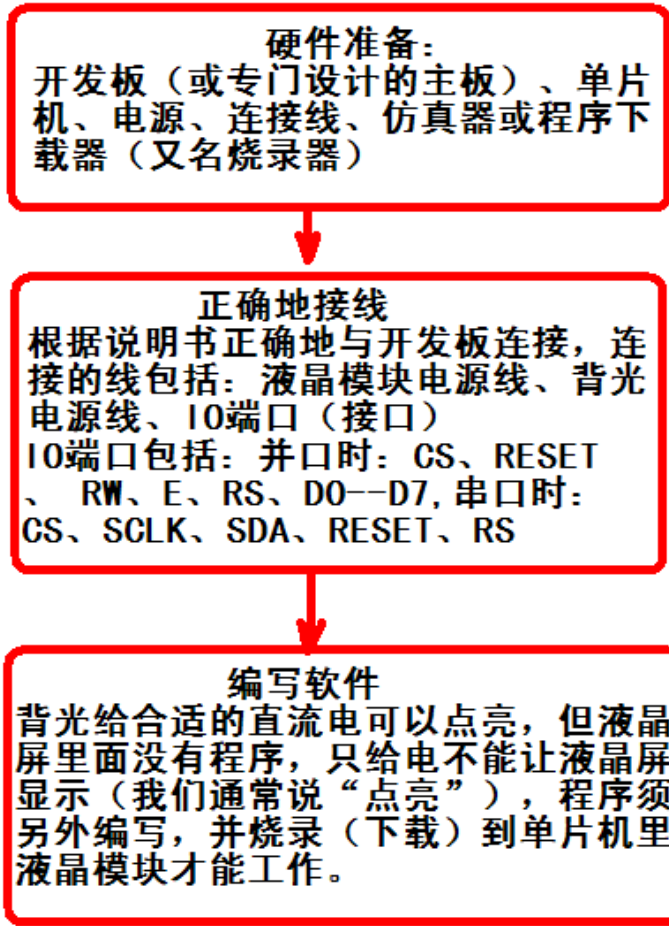 硬件准备：
开发板（或专门设计的主板）、单片
机、电源、连接线、仿真器或程序下
载器（又名烧录器）
正确地接线
根据说明书正确地与开发板连接，连
接的线包括：液晶模块电源线、背光
电源线、IO端口（接口）
IO端口包括：并口时：CS、RESET
、 RW、E、RS、D0--D7,串口时：
CS、SCLK、SDA、RESET、RS
编写软件
背光给合适的直流电可以点亮，但液晶
屏里面没有程序，只给电不能让液晶屏
显示（我们通常说“点亮”），程序须
另外编写，并烧录（下载）到单片机里
液晶模块才能工作。